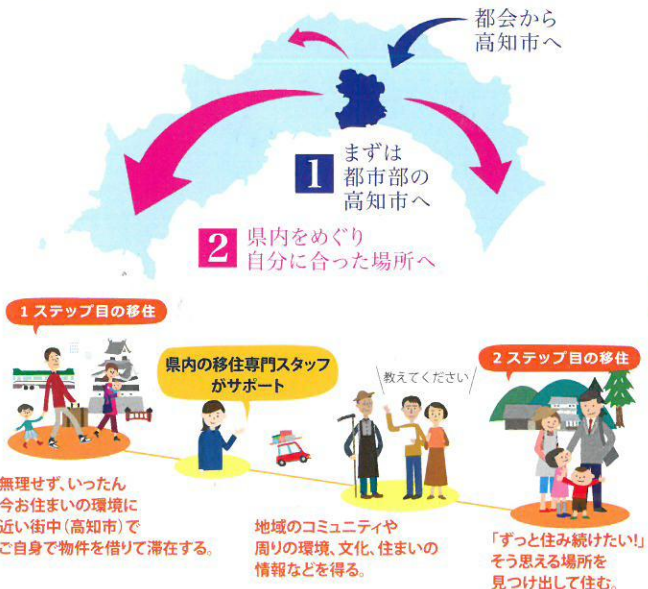 都会から
高知市へ
1 まずは
都市部の
高知市へ
2 県内をめぐり
自分に合った場所へ
1ステップ目の移住
県内の移住専門スタッフ
がサポート
教えてください
2ステップ目の移住
無理せず、いったん
今お住まいの環境に
近い街中(高知市)で
ご自身で物件を借りて滞在する。
地域のコミュニティや
周りの環境、文化、住まいの
情報などを得る。
「ずっと住み続けたい!」
そう思える場所を
見つけ出して住む。